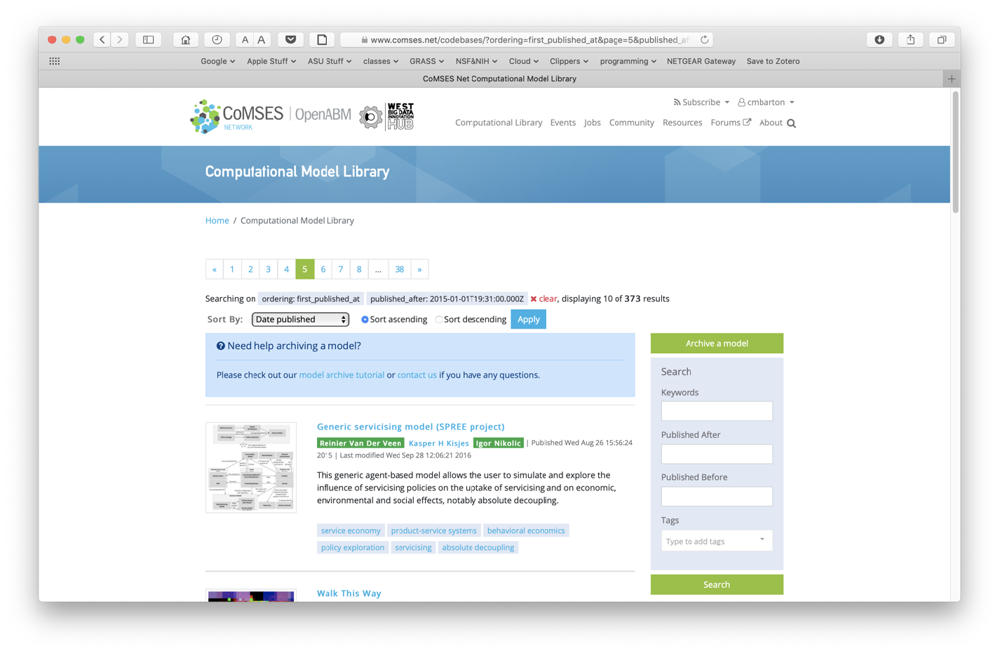 A A
www.comses.net/codebases/?ordering=first_published_at&page=5&published_af
Google Apple Stuff ASU Stuff classes GRASS NSF&NIH Cloud Clippers programming NETGEAR Gateway Save to Zotero
CoMSES Net Computational Model Library
Subscribe cmbarton
CoMSES NETWORK | OpenABM
WEST BIG DATA INNOVATION HUB
Computational Library Events Jobs Community Resources Forums About
Computational Model Library
Home / Computational Model Library
« 1 2 3 4 5 6 7 8 ... 38 »
Searching on ordering: first_published_at published_after: 2015-01-01T19:31:00.000Z clear, displaying 10 of 373 results
Sort By: Date published Sort ascending Sort descending Apply
Need help archiving a model?
Please check out our model archive tutorial or contact us if you have any questions.
Archive a model
Search
Keywords
Published After
Published Before
Tags
Type to add tags
Search
Generic servicising model (SPREE project)
Reinier Van Der Veen Kasper H Kisjes Igor Nikolic | Published Wed Aug 26 15:56:24
2015 | Last modified Wed Sep 28 12:06:21 2016
This generic agent-based model allows the user to simulate and explore the
influence of servicising policies on the uptake of servicising and on economic,
environmental and social effects, notably absolute decoupling.
service economy product-service systems behavioral economics
policy exploration servicising absolute decoupling
Walk This Way